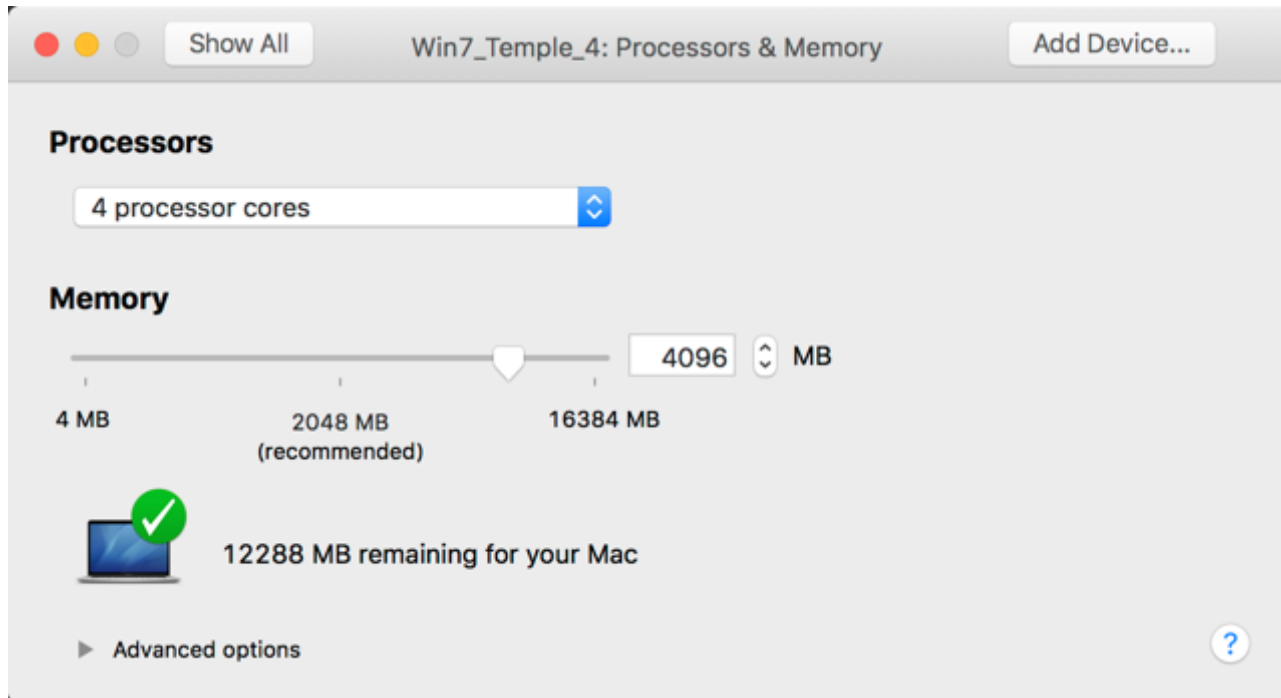 Show All
Win7_Temple_4: Processors & Memory
Add Device...
Processors
4 processor cores
Memory
4096 MB
4 MB
2048 MB
(recommended)
16384 MB
12288 MB remaining for your Mac
Advanced options
?